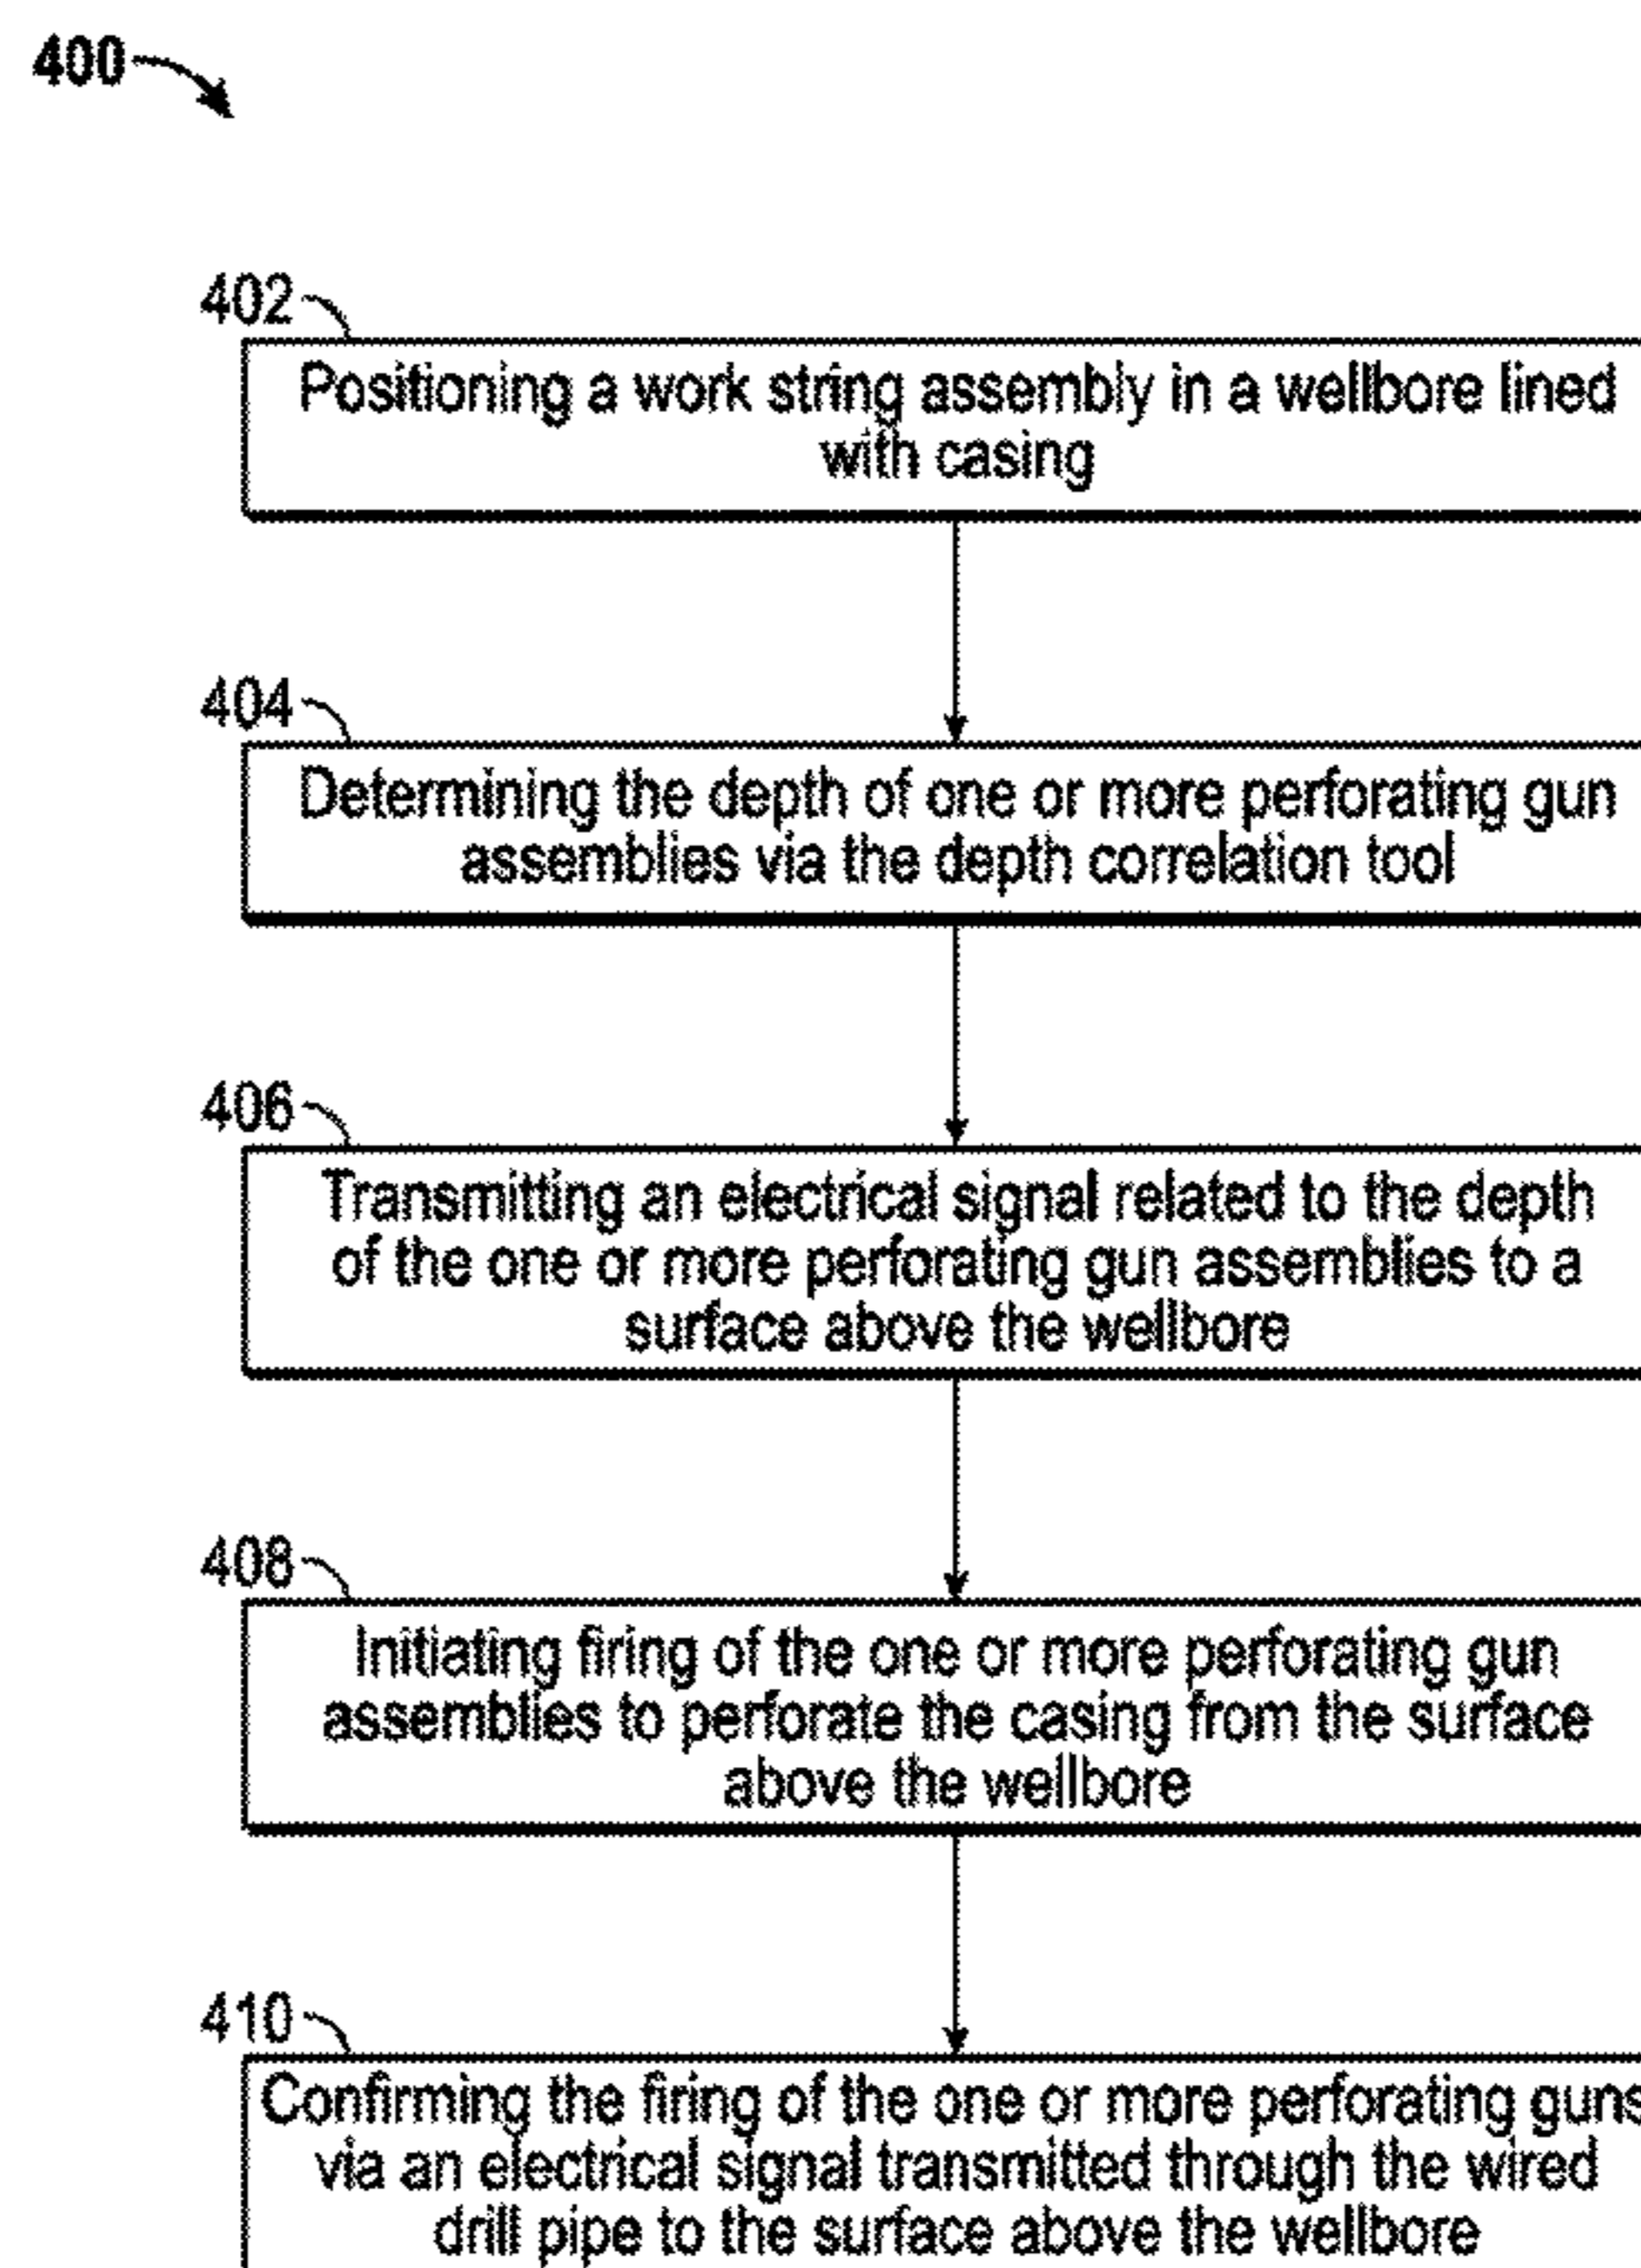 400
402
Positioning a work string assembly in a wellbore lined
with casing
404
Determining the depth of one or more perforating gun
assemblies via the depth correlation tool
406
Transmitting an electrical signal related to the depth
of the one or more perforating gun assemblies to a
surface above the wellbore
408
Initiating firing of the one or more perforating gun
assemblies to perforate the casing from the surface
above the wellbore
410
Confirming the firing of the one or more perforating guns
via an electrical signal transmitted through the wired
drill pipe to the surface above the wellbore